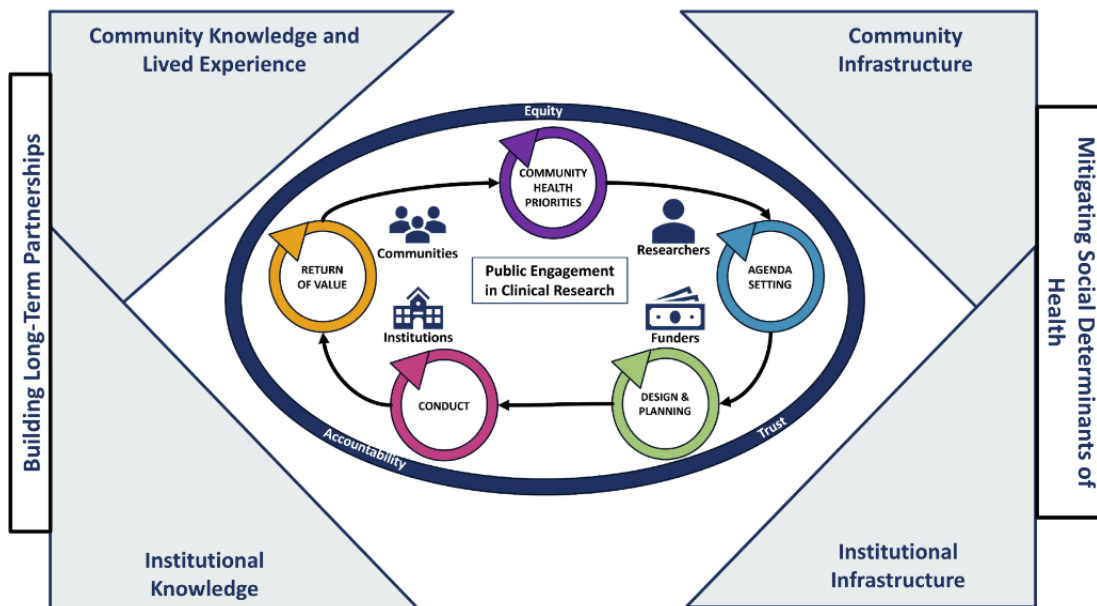 Community Knowledge and
Lived Experience
Community
Infrastructure
Building Long-Term Partnerships
Mitigating Social Determinants of
Health
Equity
COMMUNITY
HEALTH
PRIORITIES
Communities
Researchers
RETURN
OF VALUE
Public Engagement
in Clinical Research
AGENDA
SETTING
Institutions
Funders
CONDUCT
DESIGN &
PLANNING
Accountability
Trust
Institutional
Knowledge
Institutional
Infrastructure